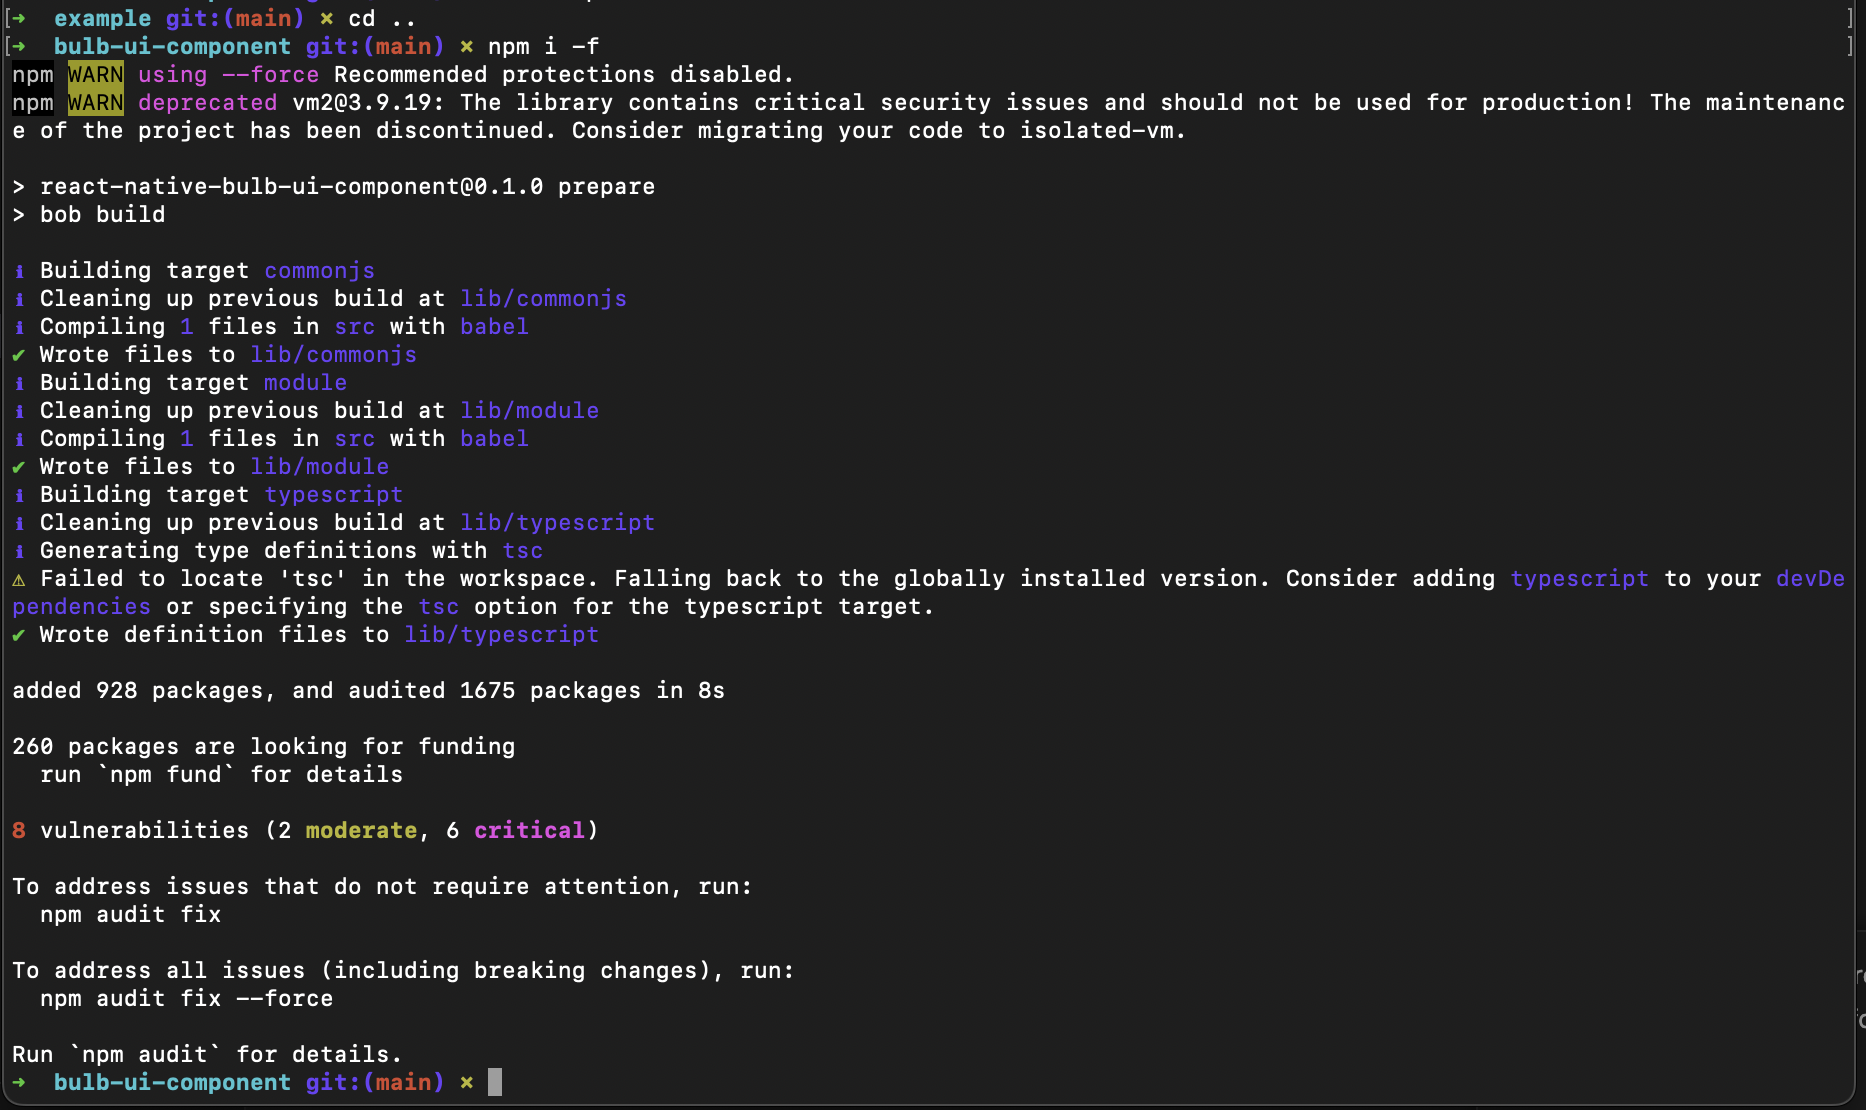 [➜  example git:(main) ✗ cd ..]
[➜  bulb-ui-component git:(main) ✗ npm i -f]
npm WARN using --force Recommended protections disabled.
npm WARN deprecated vm2@3.9.19: The library contains critical security issues and should not be used for production! The maintenanc
e of the project has been discontinued. Consider migrating your code to isolated-vm.
> react-native-bulb-ui-component@0.1.0 prepare
> bob build
ℹ Building target commonjs
ℹ Cleaning up previous build at lib/commonjs
ℹ Compiling 1 files in src with babel
✔ Wrote files to lib/commonjs
ℹ Building target module
ℹ Cleaning up previous build at lib/module
ℹ Compiling 1 files in src with babel
✔ Wrote files to lib/module
ℹ Building target typescript
ℹ Cleaning up previous build at lib/typescript
ℹ Generating type definitions with tsc
⚠ Failed to locate 'tsc' in the workspace. Falling back to the globally installed version. Consider adding typescript to your devDe
pendencies or specifying the tsc option for the typescript target.
✔ Wrote definition files to lib/typescript
added 928 packages, and audited 1675 packages in 8s
260 packages are looking for funding
  run `npm fund` for details
8 vulnerabilities (2 moderate, 6 critical)
To address issues that do not require attention, run:
  npm audit fix
To address all issues (including breaking changes), run:
  npm audit fix --force
Run `npm audit` for details.
➜  bulb-ui-component git:(main) ✗